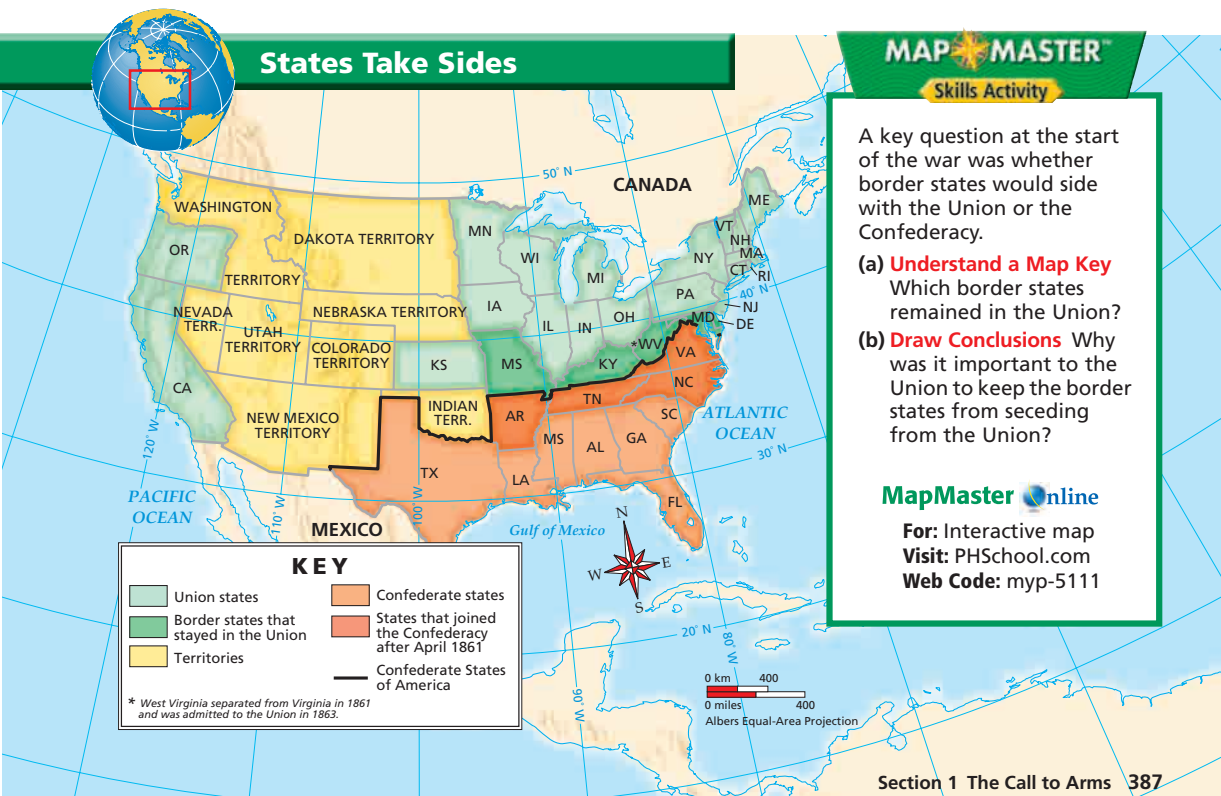 States Take Sides
MAP MASTER™
Skills Activity
A key question at the start
of the war was whether
border states would side
with the Union or the
Confederacy.
(a) Understand a Map Key
Which border states
remained in the Union?
(b) Draw Conclusions Why
was it important to the
Union to keep the border
states from seceding
from the Union?
MapMaster Online
For: Interactive map
Visit: PHSchool.com
Web Code: myp-5111
50° N
CANADA
WASHINGTON
TERRITORY
OR
DAKOTA TERRITORY
MN
WI
MI
ME
VT
NH
MA
NY
CT
RI
PA
40° N
NJ
MD
DE
NEVADA
TERR.
UTAH
TERRITORY
NEBRASKA TERRITORY
COLORADO
TERRITORY
IA
IL
IN
OH
*WV
VA
KS
MS
KY
CA
NEW MEXICO
TERRITORY
INDIAN
TERR.
AR
TN
NC
SC
MS
AL
GA
ATLANTIC
OCEAN
30° N
TX
LA
FL
120° W
110° W
100° W
PACIFIC
OCEAN
MEXICO
Gulf of Mexico
N
W
E
S
20° N
80° W
90° W
KEY
Union states
Border states that
stayed in the Union
Territories
Confederate states
States that joined
the Confederacy
after April 1861
Confederate States
of America
* West Virginia separated from Virginia in 1861
and was admitted to the Union in 1863.
0 km 400
0 miles 400
Albers Equal-Area Projection
Section 1 The Call to Arms 387